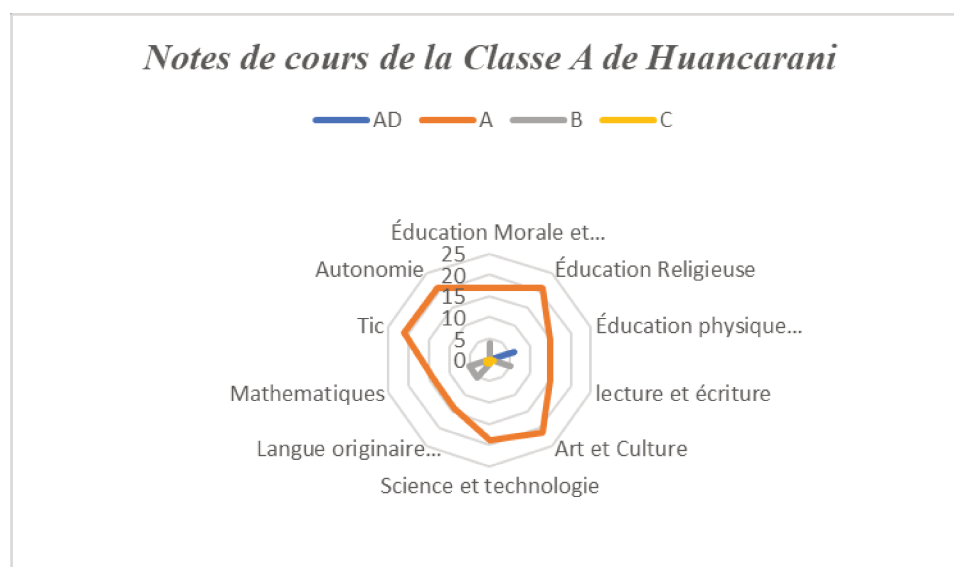 Notes de cours de la Classe A de Huancarani
AD A B C
Éducation Morale et...
25
Autonomie
20
Éducation Religieuse
15
10
Tic
Éducation physique...
5
0
Mathematiques
lecture et écriture
Langue originaire...
Art et Culture
Science et technologie